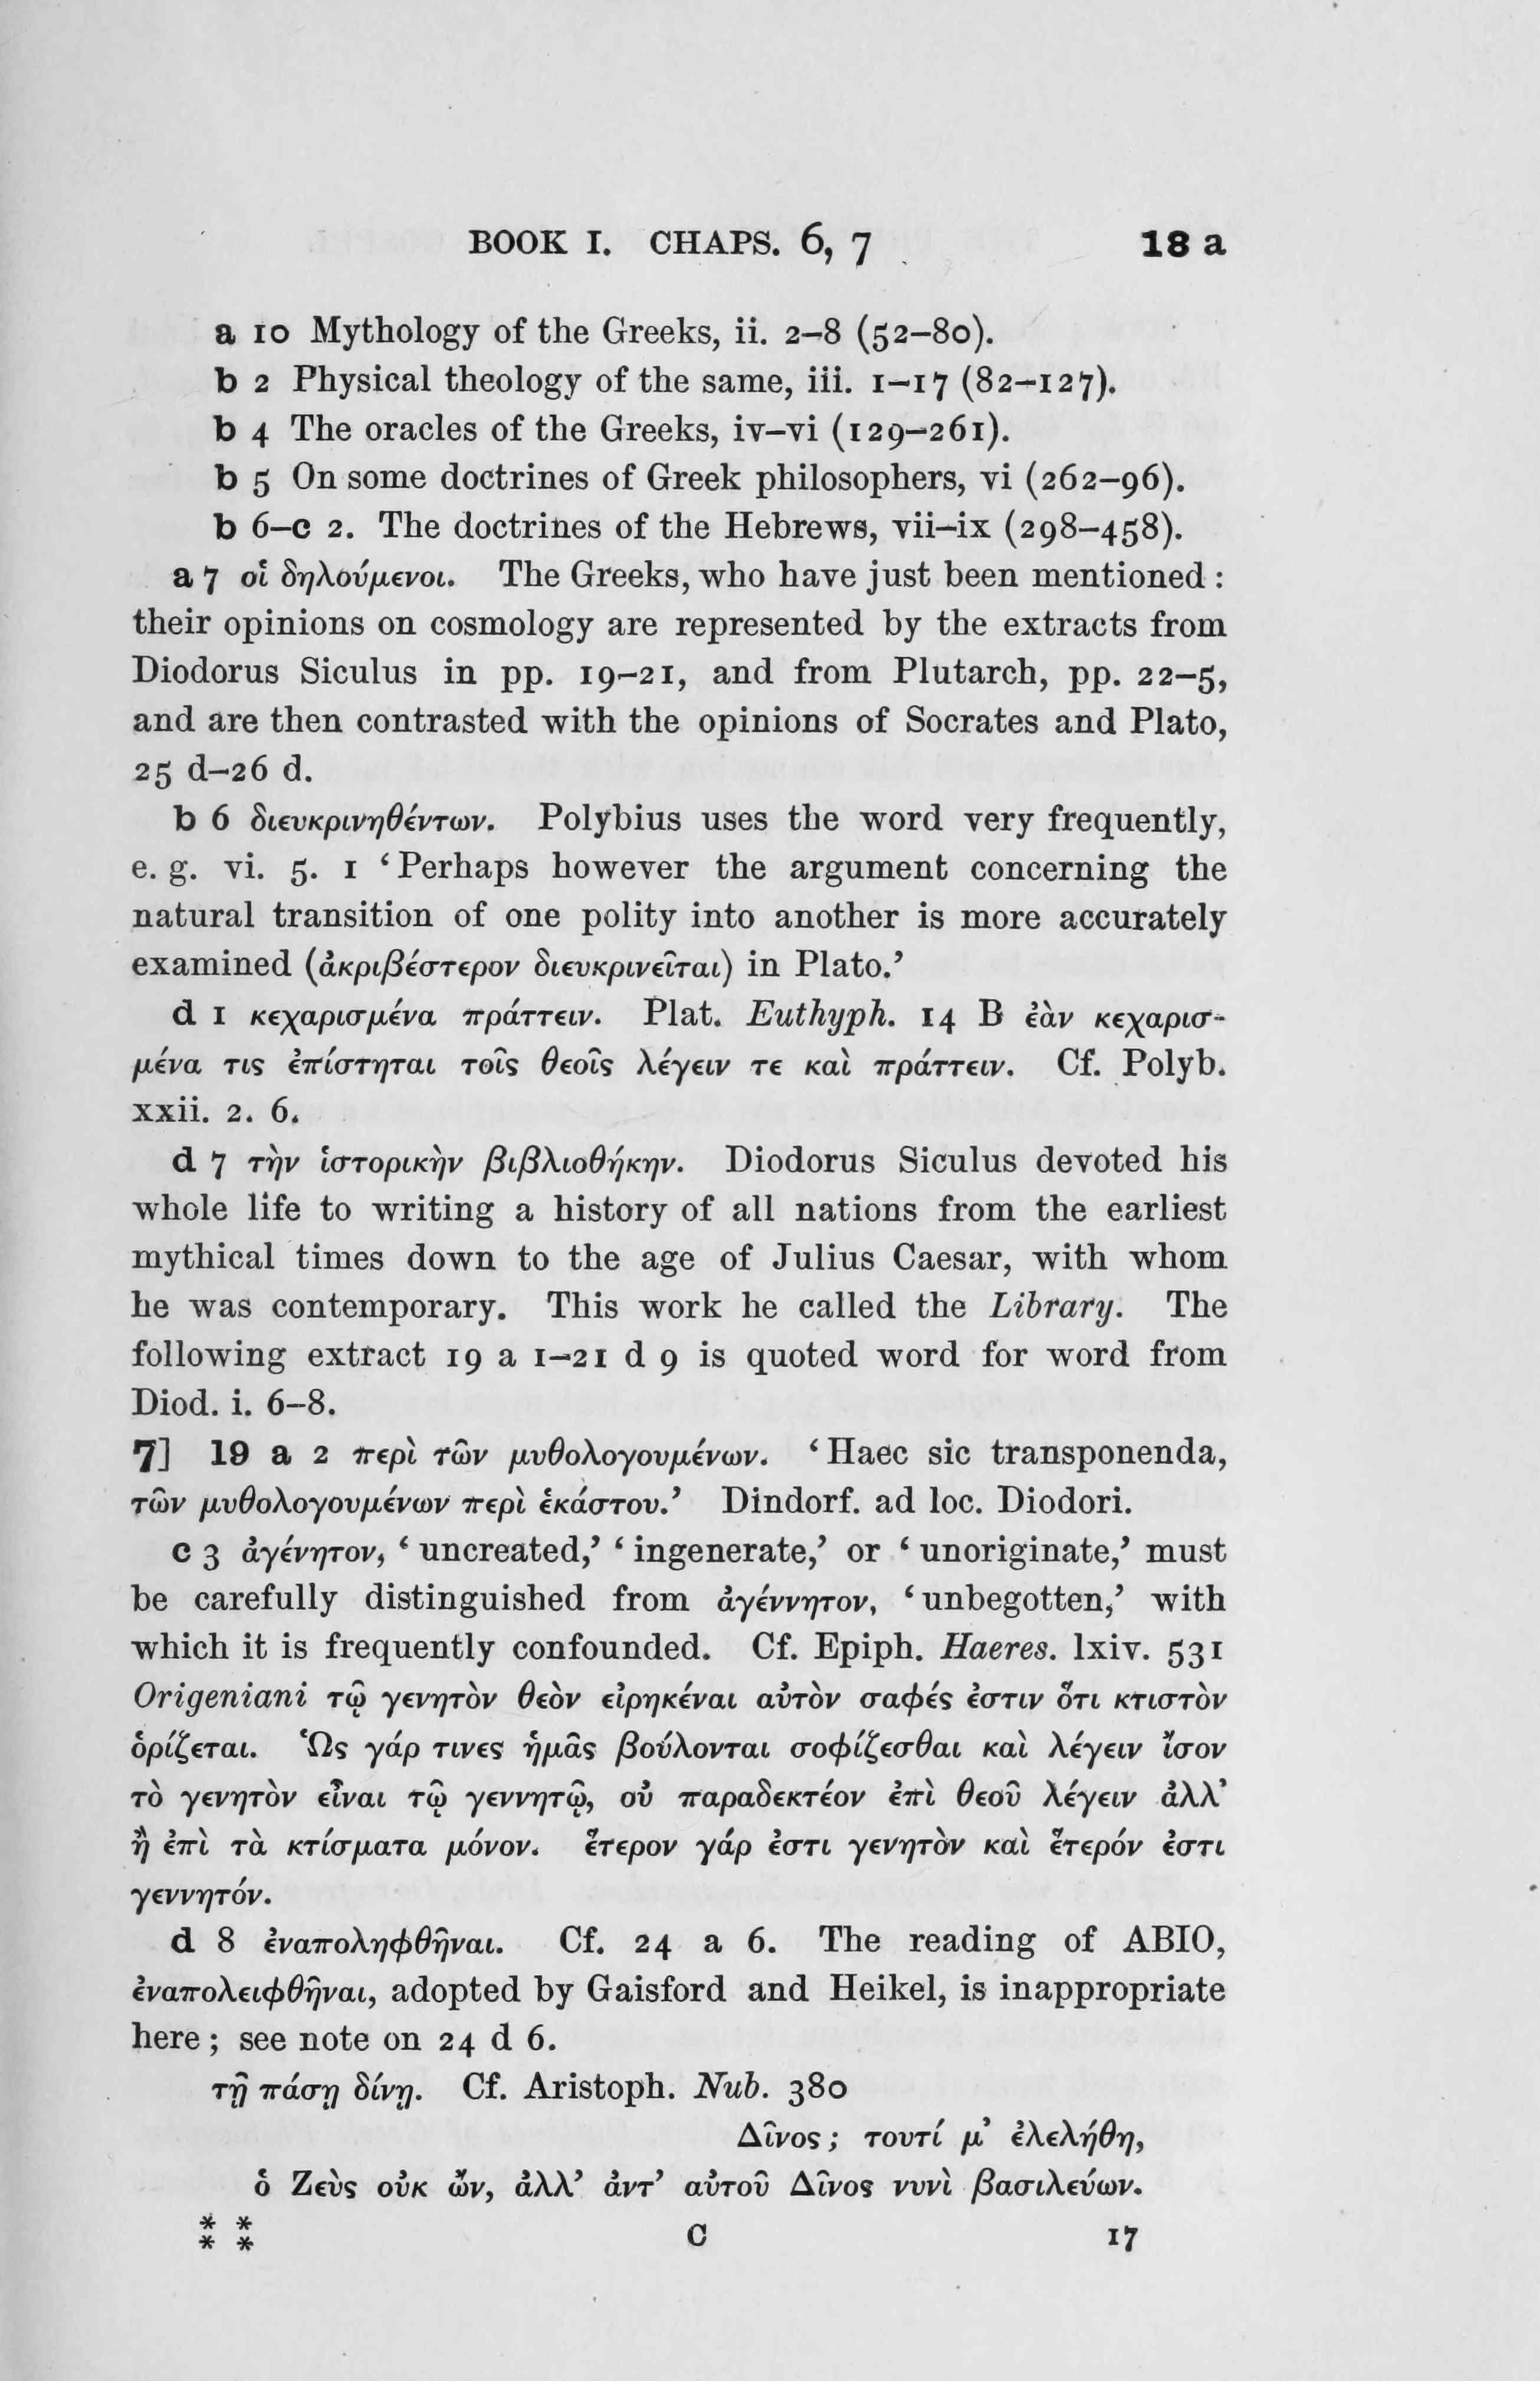 BOOK I. CHAPS. 6, 7 18 a
a 10 Mythology of the Greeks, ii. 2–8 (52–80).
b 2 Physical theology of the same, iii. 1–17 (82–127).
b 4 The oracles of the Greeks, iv–vi (129–261).
b 5 On some doctrines of Greek philosophers, vi (262–96).
b 6–c 2. The doctrines of the Hebrews, vii–ix (298–458).
a 7 οἱ δηλούμενοι. The Greeks, who have just been mentioned :
their opinions on cosmology are represented by the extracts from
Diodorus Siculus in pp. 19–21, and from Plutarch, pp. 22–5,
and are then contrasted with the opinions of Socrates and Plato,
25 d–26 d.
b 6 διευκρινηθέντων. Polybius uses the word very frequently,
e. g. vi. 5. 1 ‘ Perhaps however the argument concerning the
natural transition of one polity into another is more accurately
examined (ἀκριβέστερον διευκρινεῖται) in Plato.’
d 1 κεχαρισμένα πράττειν. Plat. Euthyph. 14 B ἐὰν κεχαρισ-
μένα τις ἐπίστηται τοῖς θεοῖς λέγειν τε καὶ πράττειν. Cf. Polyb.
xxii. 2. 6.
d 7 τὴν ἱστορικὴν βιβλιοθήκην. Diodorus Siculus devoted his
whole life to writing a history of all nations from the earliest
mythical times down to the age of Julius Caesar, with whom
he was contemporary. This work he called the Library. The
following extract 19 a 1–21 d 9 is quoted word for word from
Diod. i. 6–8.
7] 19 a 2 περὶ τῶν μυθολογουμένων. ‘ Haec sic transponenda,
τῶν μυθολογουμένων περὶ ἑκάστου.’ Dindorf. ad loc. Diodori.
c 3 ἀγένητον, ‘ uncreated,’ ‘ ingenerate,’ or ‘ unoriginate,’ must
be carefully distinguished from ἀγέννητον, ‘ unbegotten,’ with
which it is frequently confounded. Cf. Epiph. Haeres. lxiv. 531
Origeniani τῷ γενητὸν θεὸν εἰρηκέναι αὐτὸν σαφές ἐστιν ὅτι κτιστὸν
ὁρίζεται. Ὡς γάρ τινες ἡμᾶς βούλονται σοφίζεσθαι καὶ λέγειν ἴσον
τὸ γενητὸν εἶναι τῷ γεννητῷ, οὐ παραδεκτέον ἐπὶ θεοῦ λέγειν ἀλλ’
ἢ ἐπὶ τὰ κτίσματα μόνον. ἕτερον γάρ ἐστι γενητὸν καὶ ἕτερόν ἐστι
γεννητόν.
d 8 ἐναποληφθῆναι. Cf. 24 a 6. The reading of ABIO,
ἐναπολειφθῆναι, adopted by Gaisford and Heikel, is inappropriate
here ; see note on 24 d 6.
τῇ πάσῃ δίνῃ. Cf. Aristoph. Nub. 380
Δῖνος ; τουτί μ’ ἐλελήθη,
ὁ Ζεὺς οὐκ ὤν, ἀλλ’ ἀντ’ αὐτοῦ Δῖνος νυνὶ βασιλεύων.
* * * * C 17